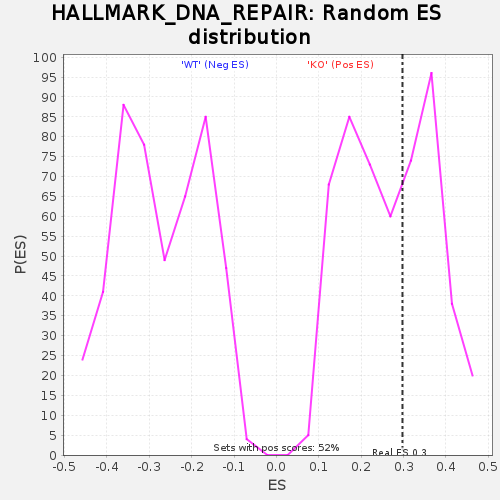 HALLMARK_DNA_REPAIR: Random ES
distribution
'WT' (Neg ES)
'KO' (Pos ES)
P(ES)
100
95
90
85
80
75
70
65
60
55
50
45
40
35
30
25
20
15
10
5
0
Sets with pos scores: 52%
Real ES 0.3
-0.5 -0.4 -0.3 -0.2 -0.1 0.0 0.1 0.2 0.3 0.4 0.5
ES